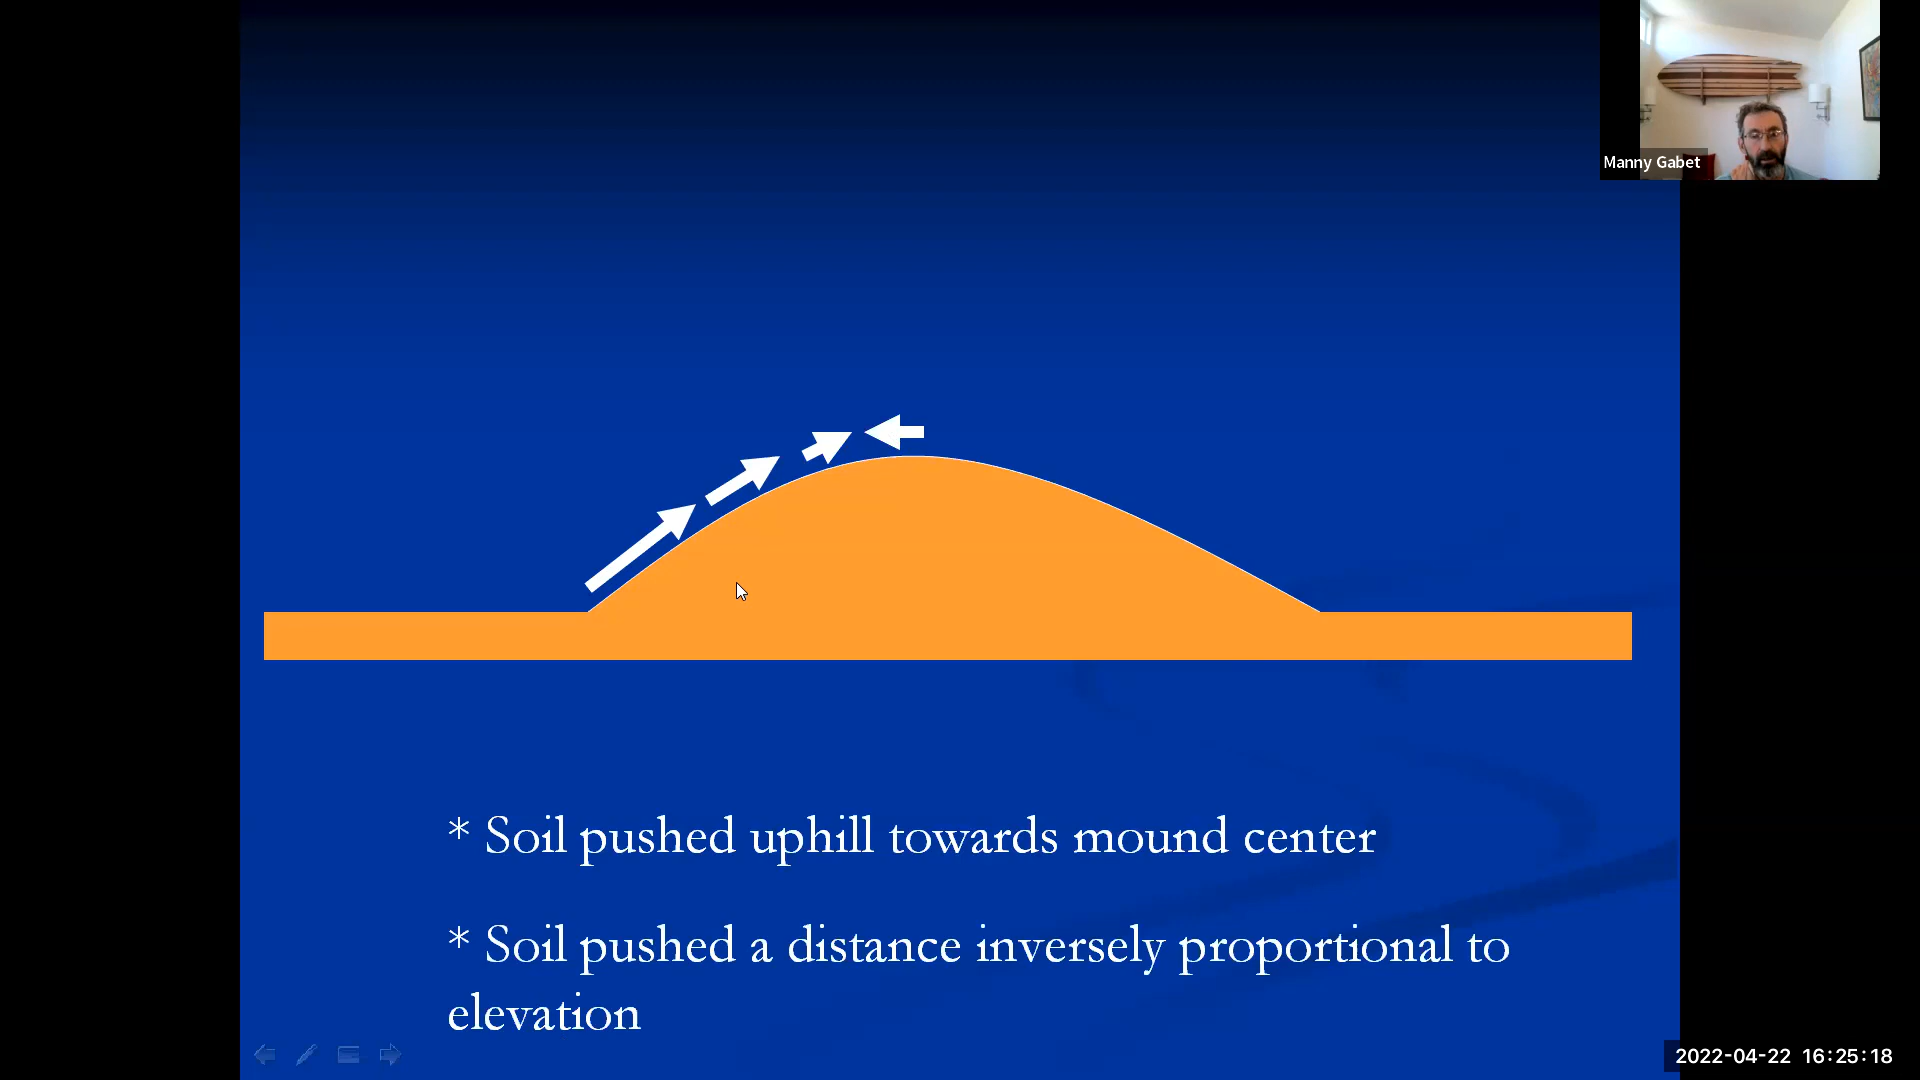 Manny Gabet
* Soil pushed uphill towards mound center
* Soil pushed a distance inversely proportional to
elevation
2022-04-22 16:25:18